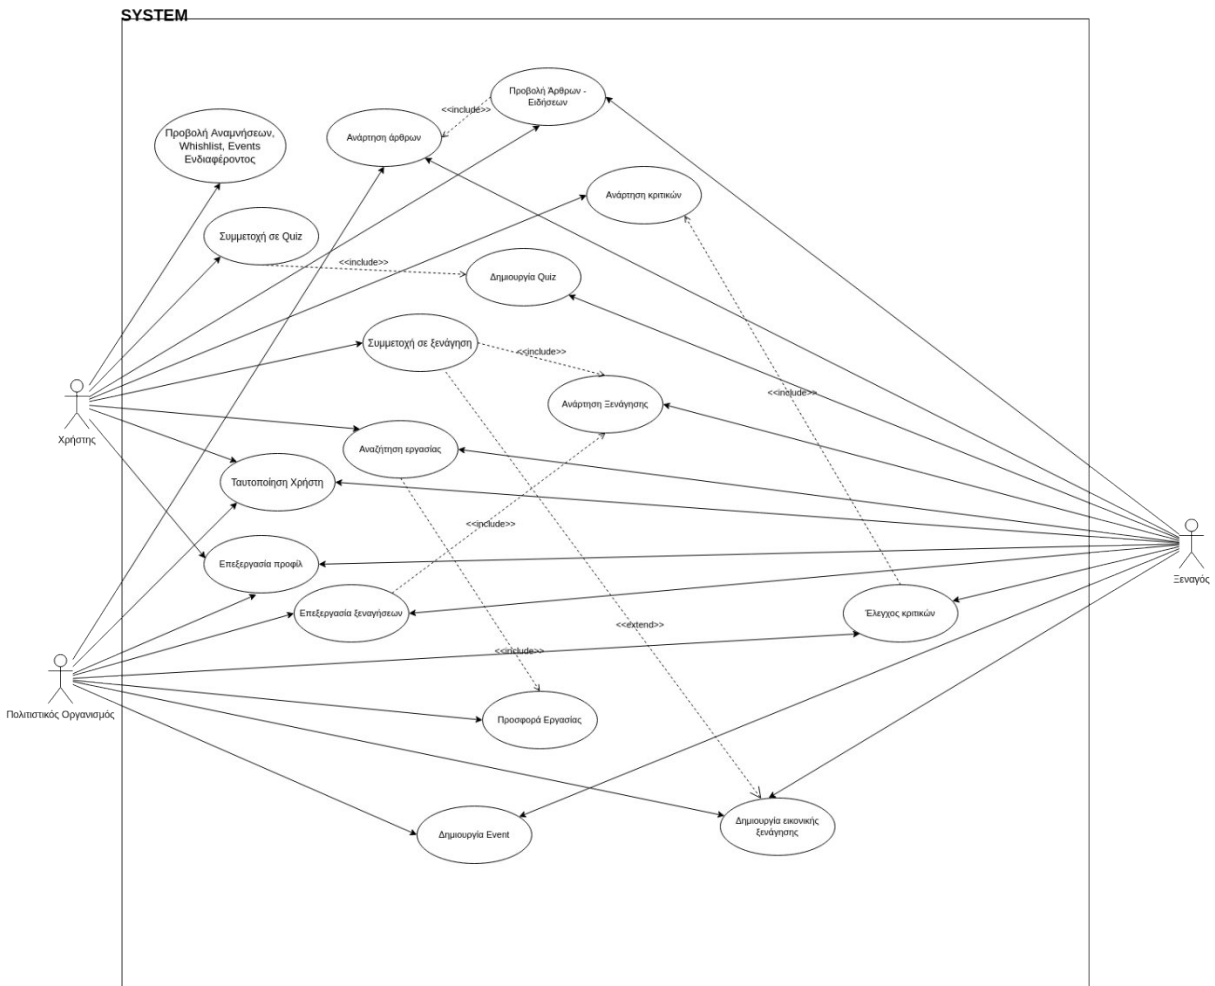 SYSTEM
Προβολή Άρθρων -
Ειδήσεων
<<include>>
Ανάρτηση άρθρων
Προβολή Αναμνήσεων,
Whishlist, Events
Ενδιαφέροντος
Ανάρτηση κριτικών
Συμμετοχή σε Quiz
<<include>>
Δημιουργία Quiz
Συμμετοχή σε ξενάγηση
<<include>>
<<include>>
Ανάρτηση Ξενάγησης
Χρήστης
Αναζήτηση εργασίας
Ταυτοποίηση Χρήστη
<<include>>
Επεξεργασία προφίλ
Ξεναγός
Επεξεργασία ξεναγήσεων
Έλεγχος κριτικών
<<extend>>
<<include>>
Πολιτιστικός Οργανισμός
Προσφορά Εργασίας
Δημιουργία Event
Δημιουργία εικονικής
ξενάγησης